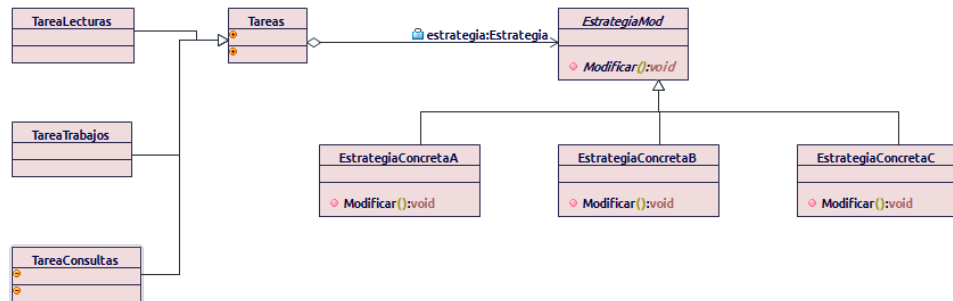 TareaLecturas
Tareas
estrategia:Estrategia
EstrategiaMod
Modificar():void
TareaTrabajos
EstrategiaConcretaA
Modificar():void
EstrategiaConcretaB
Modificar():void
EstrategiaConcretaC
Modificar():void
TareaConsultas